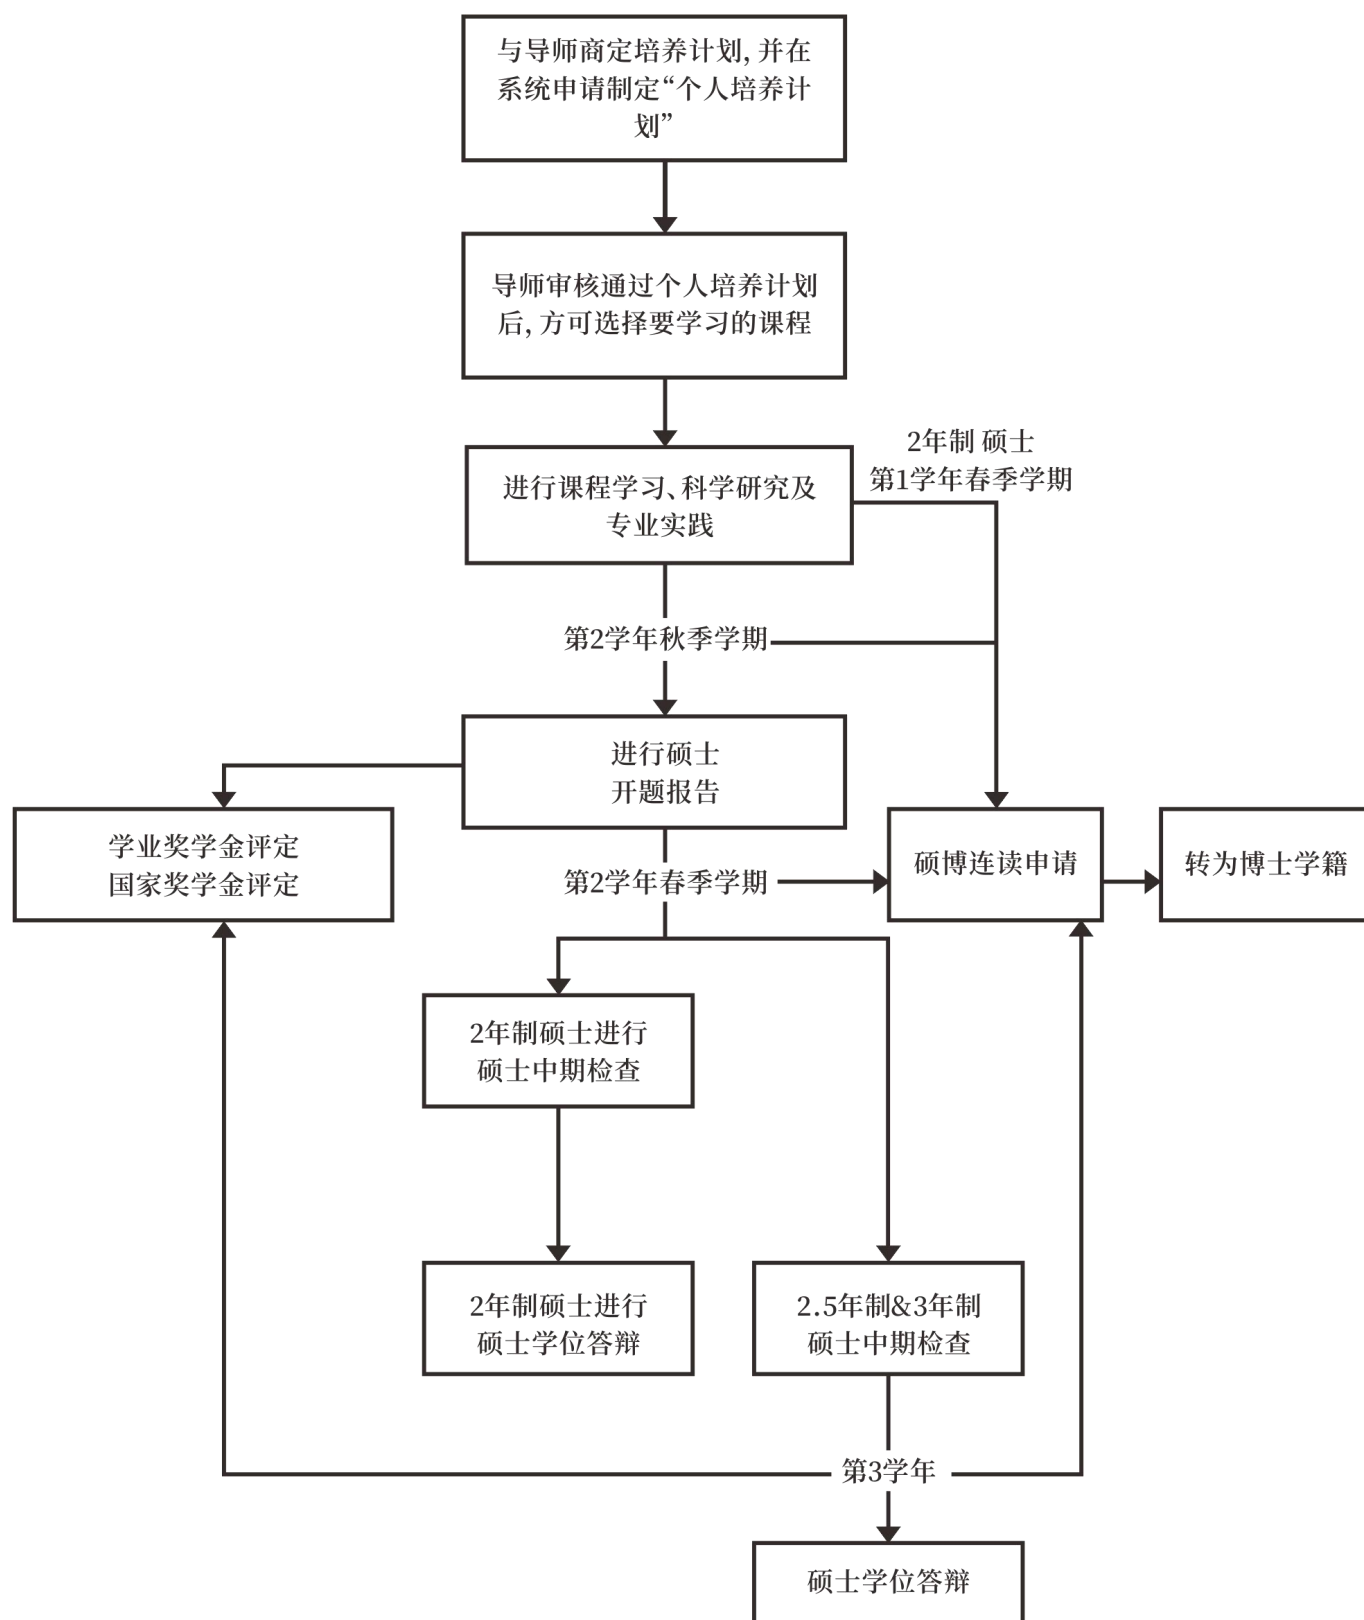 与导师商定培养计划, 并在
系统申请制定“个人培养计
划”
导师审核通过个人培养计划
后, 方可选择要学习的课程
2年制 硕士
第1学年春季学期
进行课程学习、科学研究及
专业实践
第2学年秋季学期
进行硕士
开题报告
学业奖学金评定
国家奖学金评定
第2学年春季学期
硕博连读申请
转为博士学籍
2年制硕士进行
硕士中期检查
2年制硕士进行
硕士学位答辩
2.5年制&3年制
硕士中期检查
第3学年
硕士学位答辩